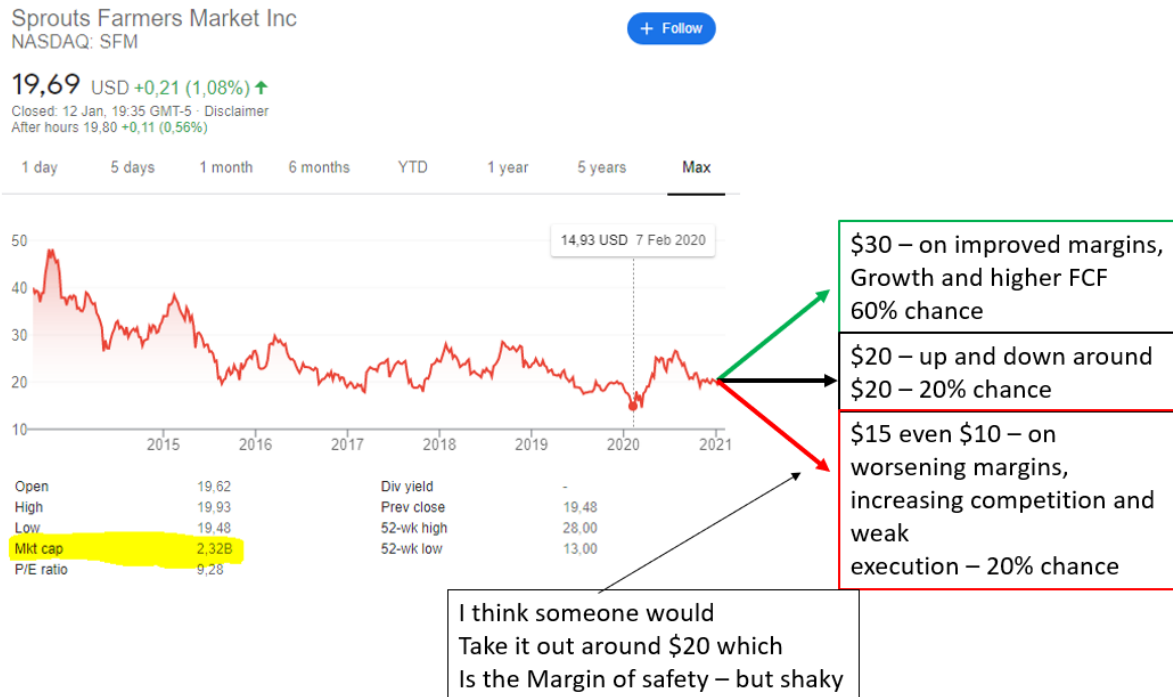 Sprouts Farmers Market Inc
NASDAQ: SFM
+ Follow
19,69 USD +0,21 (1,08%) ↑
Closed: 12 Jan, 19:35 GMT-5 · Disclaimer
After hours 19,80 +0,11 (0,56%)
1 day 5 days 1 month 6 months YTD 1 year 5 years Max
14,93 USD 7 Feb 2020
50
40
30
20
10
2015 2016 2017 2018 2019 2020 2021
$30 – on improved margins,
Growth and higher FCF
60% chance
$20 – up and down around
$20 – 20% chance
$15 even $10 – on
worsening margins,
increasing competition and
weak
execution – 20% chance
Open 19,62 Div yield -
High 19,93 Prev close 19,48
Low 19,48 52-wk high 28,00
Mkt cap 2,32B 52-wk low 13,00
P/E ratio 9,28
I think someone would
Take it out around $20 which
Is the Margin of safety – but shaky